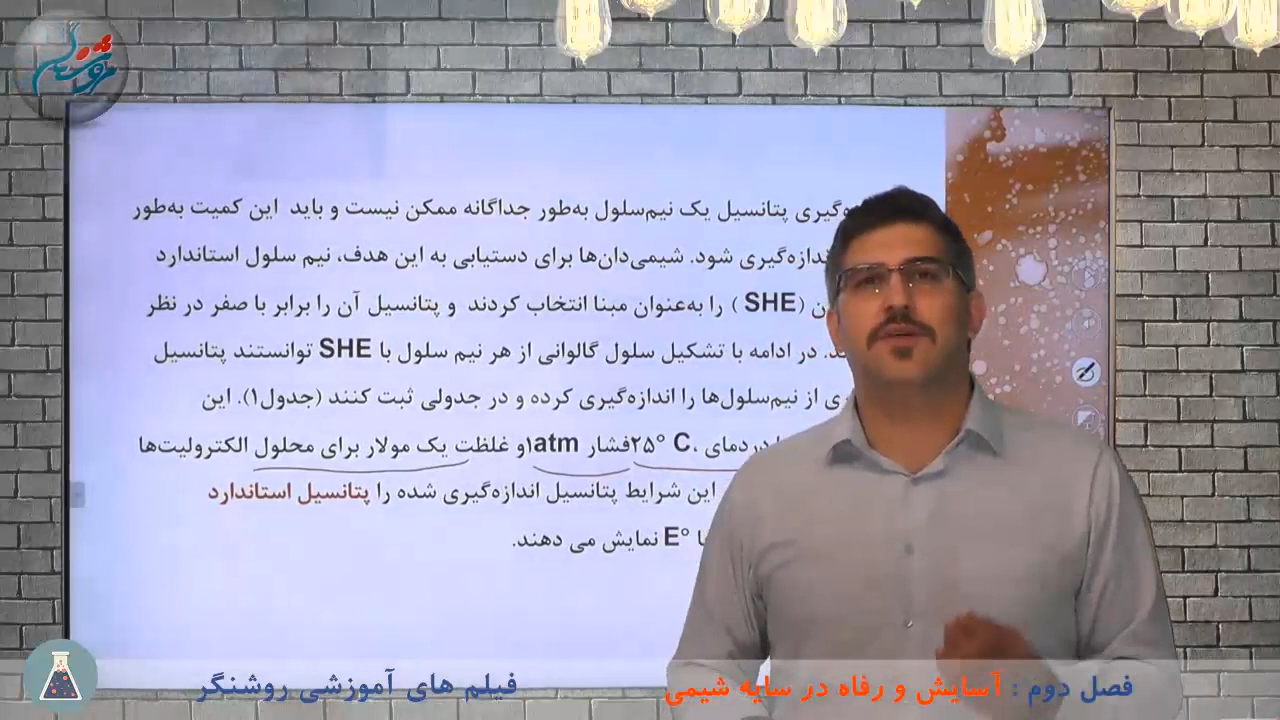 گیری پتانسیل یک نیم‌سلول به‌طور جداگانه ممکن نیست و باید این کمیت به‌طور
اندازه‌گیری شود. شیمی‌دان‌ها برای دستیابی به این هدف، نیم سلول استاندارد
(SHE) را به‌عنوان مبنا انتخاب کردند و پتانسیل آن را برابر با صفر در نظر
در ادامه با تشکیل سلول گالوانی از هر نیم سلول با SHE توانستند پتانسیل
از نیم‌سلول‌ها را اندازه‌گیری کرده و در جدولی ثبت کنند (جدول۱). این
دردمای ۲۵° C، فشار ۱atm و غلظت یک مولار برای محلول الکترولیت‌ها
این شرایط پتانسیل اندازه‌گیری شده را پتانسیل استاندارد
E° نمایش می دهند.
فصل دوم : آسایش و رفاه در سایه شیمی
فیلم های آموزشی روشنگر